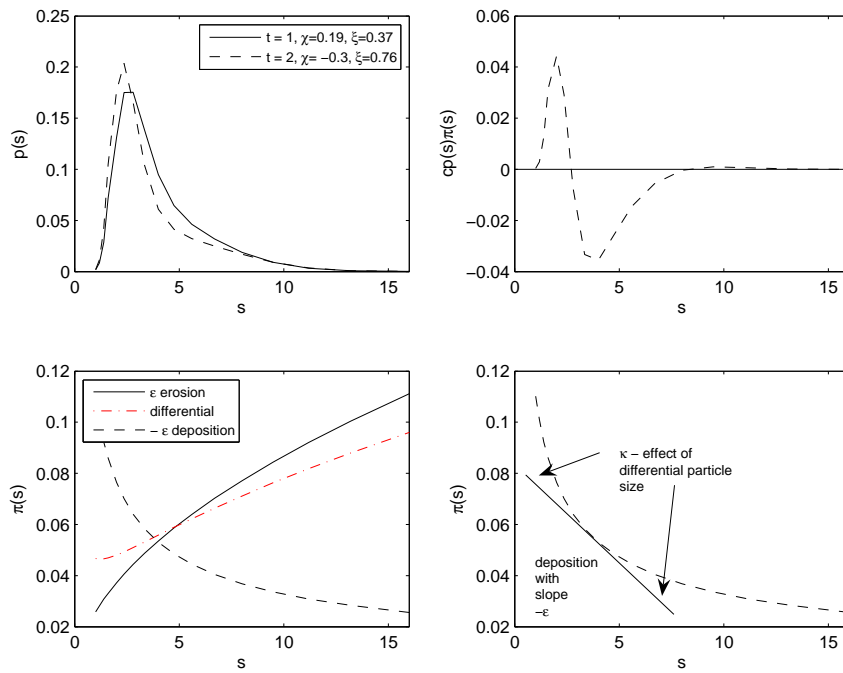 0.25
0.2
0.15
0.1
0.05
0
p(s)
0
5
10
15
s
t = 1, χ=0.19, ξ=0.37
t = 2, χ= −0.3, ξ=0.76
0.06
0.04
0.02
0
−0.02
−0.04
cp(s)π(s)
0
5
10
15
s
0.12
0.1
0.08
0.06
0.04
0.02
π(s)
0
5
10
15
s
ε erosion
differential
− ε deposition
0.12
0.1
0.08
0.06
0.04
0.02
π(s)
0
5
10
15
s
κ − effect of
differential particle
size
deposition
with
slope
−ε